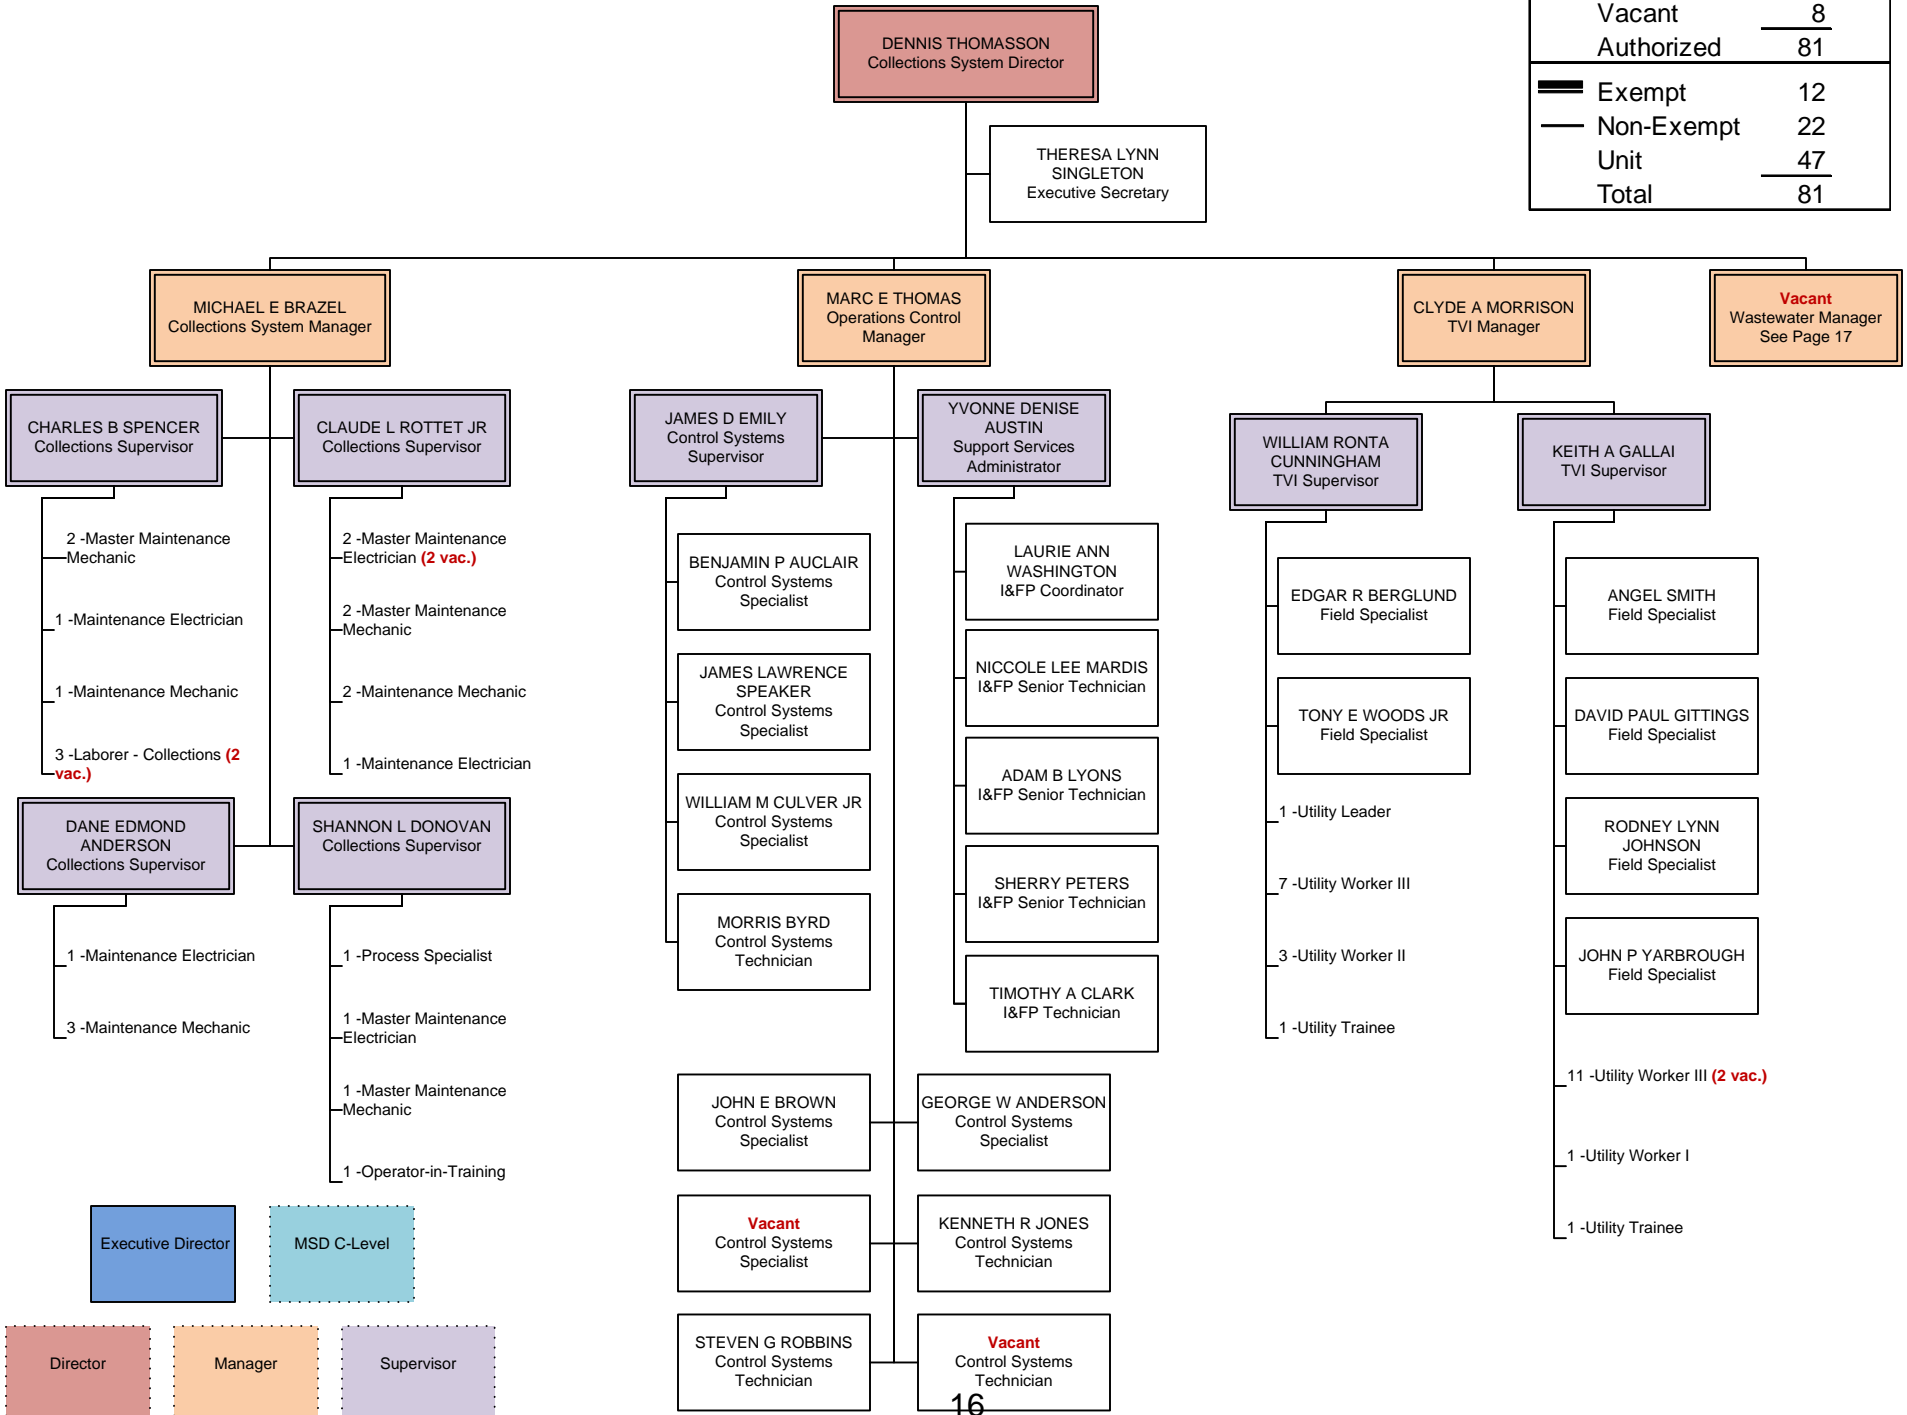 Vacant 8
Authorized 81
Exempt 12
Non-Exempt 22
Unit 47
Total 81
DENNIS THOMASSON
Collections System Director
THERESA LYNN
SINGLETON
Executive Secretary
MICHAEL E BRAZEL
Collections System Manager
MARC E THOMAS
Operations Control
Manager
CLYDE A MORRISON
TVI Manager
Vacant
Wastewater Manager
See Page 17
CHARLES B SPENCER
Collections Supervisor
2 -Master Maintenance
Mechanic
1 -Maintenance Electrician
1 -Maintenance Mechanic
3 -Laborer - Collections (2
vac.)
CLAUDE L ROTTET JR
Collections Supervisor
2 -Master Maintenance
Electrician (2 vac.)
2 -Master Maintenance
Mechanic
2 -Maintenance Mechanic
1 -Maintenance Electrician
DANE EDMOND
ANDERSON
Collections Supervisor
1 -Maintenance Electrician
3 -Maintenance Mechanic
SHANNON L DONOVAN
Collections Supervisor
1 -Process Specialist
1 -Master Maintenance
Electrician
1 -Master Maintenance
Mechanic
1 -Operator-in-Training
JAMES D EMILY
Control Systems
Supervisor
BENJAMIN P AUCLAIR
Control Systems
Specialist
JAMES LAWRENCE
SPEAKER
Control Systems
Specialist
WILLIAM M CULVER JR
Control Systems
Specialist
MORRIS BYRD
Control Systems
Technician
YVONNE DENISE
AUSTIN
Support Services
Administrator
LAURIE ANN
WASHINGTON
I&FP Coordinator
NICCOLE LEE MARDIS
I&FP Senior Technician
ADAM B LYONS
I&FP Senior Technician
SHERRY PETERS
I&FP Senior Technician
TIMOTHY A CLARK
I&FP Technician
JOHN E BROWN
Control Systems
Specialist
GEORGE W ANDERSON
Control Systems
Specialist
Vacant
Control Systems
Specialist
KENNETH R JONES
Control Systems
Technician
STEVEN G ROBBINS
Control Systems
Technician
Vacant
Control Systems
Technician
WILLIAM RONTA
CUNNINGHAM
TVI Supervisor
EDGAR R BERGLUND
Field Specialist
TONY E WOODS JR
Field Specialist
1 -Utility Leader
7 -Utility Worker III
3 -Utility Worker II
1 -Utility Trainee
KEITH A GALLAI
TVI Supervisor
ANGEL SMITH
Field Specialist
DAVID PAUL GITTINGS
Field Specialist
RODNEY LYNN
JOHNSON
Field Specialist
JOHN P YARBROUGH
Field Specialist
11 -Utility Worker III (2 vac.)
1 -Utility Worker I
1 -Utility Trainee
Executive Director
MSD C-Level
Director
Manager
Supervisor
16